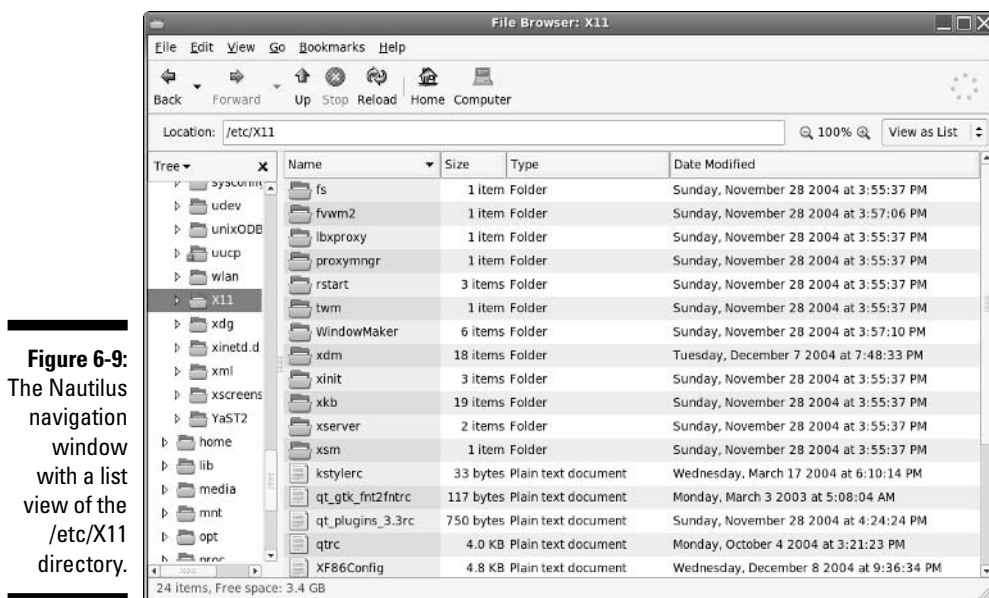 Figure 6-9:
The Nautilus
navigation
window
with a list
view of the
/etc/X11
directory.
File Browser: X11
File Edit View Go Bookmarks Help
Back Forward Up Stop Reload Home Computer
Location: /etc/X11 100% View as List
Tree
udev
unixODB
uucp
wlan
X11
xdg
xinetd.d
xml
xscreens
YaST2
home
lib
media
mnt
opt
proc
Name Size Type Date Modified
fs 1 item Folder Sunday, November 28 2004 at 3:55:37 PM
fvwm2 1 item Folder Sunday, November 28 2004 at 3:57:06 PM
lbxproxy 1 item Folder Sunday, November 28 2004 at 3:55:37 PM
proxymngr 1 item Folder Sunday, November 28 2004 at 3:55:37 PM
rstart 3 items Folder Sunday, November 28 2004 at 3:55:37 PM
twm 1 item Folder Sunday, November 28 2004 at 3:55:37 PM
WindowMaker 6 items Folder Sunday, November 28 2004 at 3:57:10 PM
xdm 18 items Folder Tuesday, December 7 2004 at 7:48:33 PM
xinit 3 items Folder Sunday, November 28 2004 at 3:55:37 PM
xkb 19 items Folder Sunday, November 28 2004 at 3:55:37 PM
xserver 2 items Folder Sunday, November 28 2004 at 3:55:37 PM
xsm 1 item Folder Sunday, November 28 2004 at 3:55:37 PM
kstylerc 33 bytes Plain text document Wednesday, March 17 2004 at 6:10:14 PM
qt_gtk_fnt2fntrc 117 bytes Plain text document Monday, March 3 2003 at 5:08:04 AM
qt_plugins_3.3rc 750 bytes Plain text document Sunday, November 28 2004 at 4:24:24 PM
qtrc 4.0 KB Plain text document Monday, October 4 2004 at 3:21:23 PM
XF86Config 4.8 KB Plain text document Wednesday, December 8 2004 at 9:36:34 PM
24 items, Free space: 3.4 GB